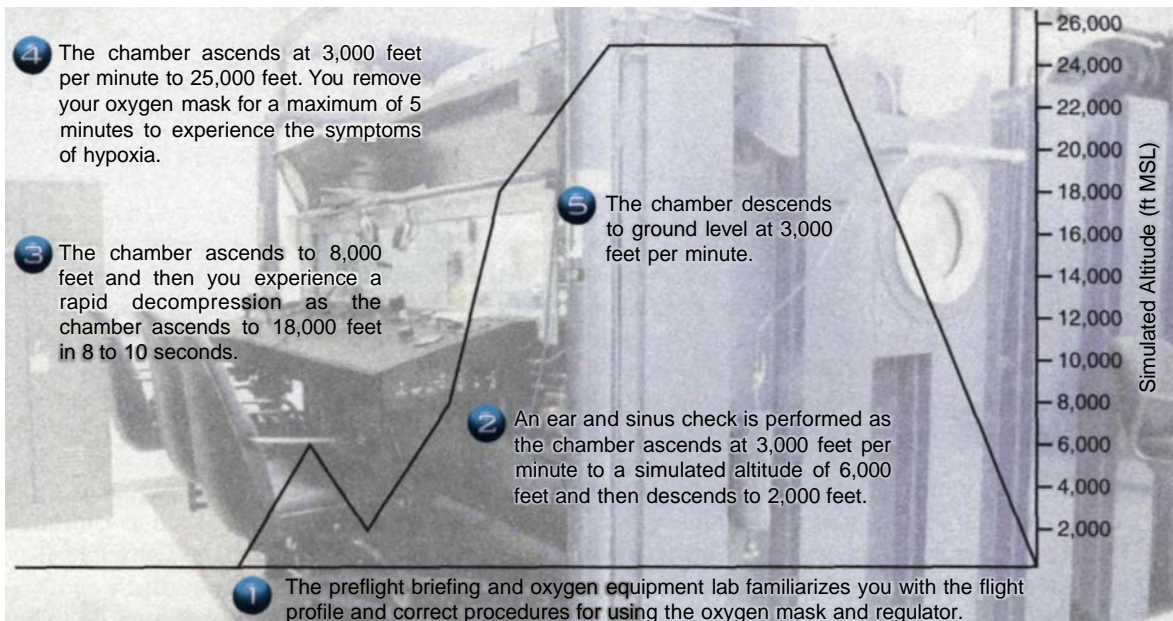 4 The chamber ascends at 3,000 feet
per minute to 25,000 feet. You remove
your oxygen mask for a maximum of 5
minutes to experience the symptoms
of hypoxia.
3 The chamber ascends to 8,000
feet and then you experience a
rapid decompression as the
chamber ascends to 18,000 feet
in 8 to 10 seconds.
5 The chamber descends
to ground level at 3,000
feet per minute.
2 An ear and sinus check is performed as
the chamber ascends at 3,000 feet per
minute to a simulated altitude of 6,000
feet and then descends to 2,000 feet.
1 The preflight briefing and oxygen equipment lab familiarizes you with the flight
profile and correct procedures for using the oxygen mask and regulator.
26,000
24,000
22,000
20,000
18,000
16,000
14,000
12,000
10,000
8,000
6,000
4,000
2,000
Simulated Altitude (ft MSL)